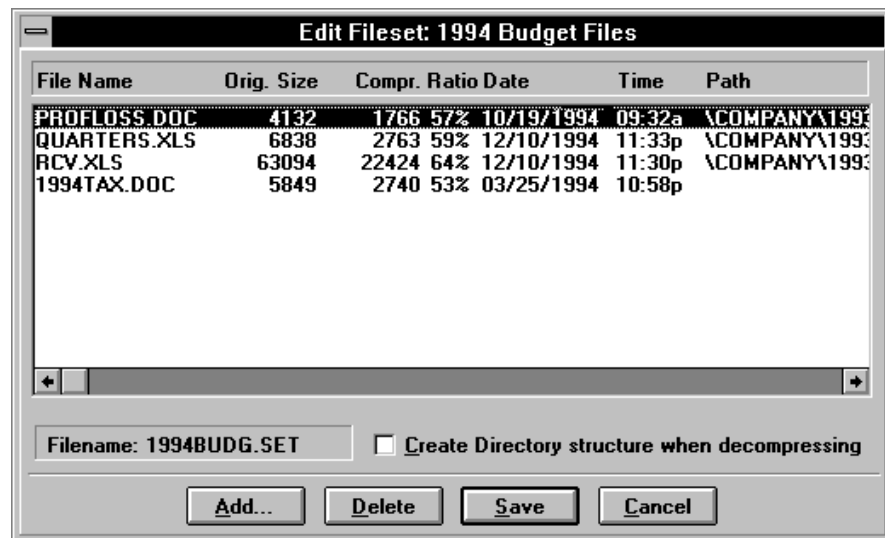 Edit Fileset: 1994 Budget Files
File Name Orig. Size Compr. Ratio Date Time Path
PROFLOSS.DOC 4132 1766 57% 10/19/1994 09:32a \COMPANY\1993
QUARTERS.XLS 6838 2763 59% 12/10/1994 11:33p \COMPANY\1993
RCV.XLS 63094 22424 64% 12/10/1994 11:30p \COMPANY\1993
1994TAX.DOC 5849 2740 53% 03/25/1994 10:58p
Filename: 1994BUDG.SET Create Directory structure when decompressing
Add... Delete Save Cancel